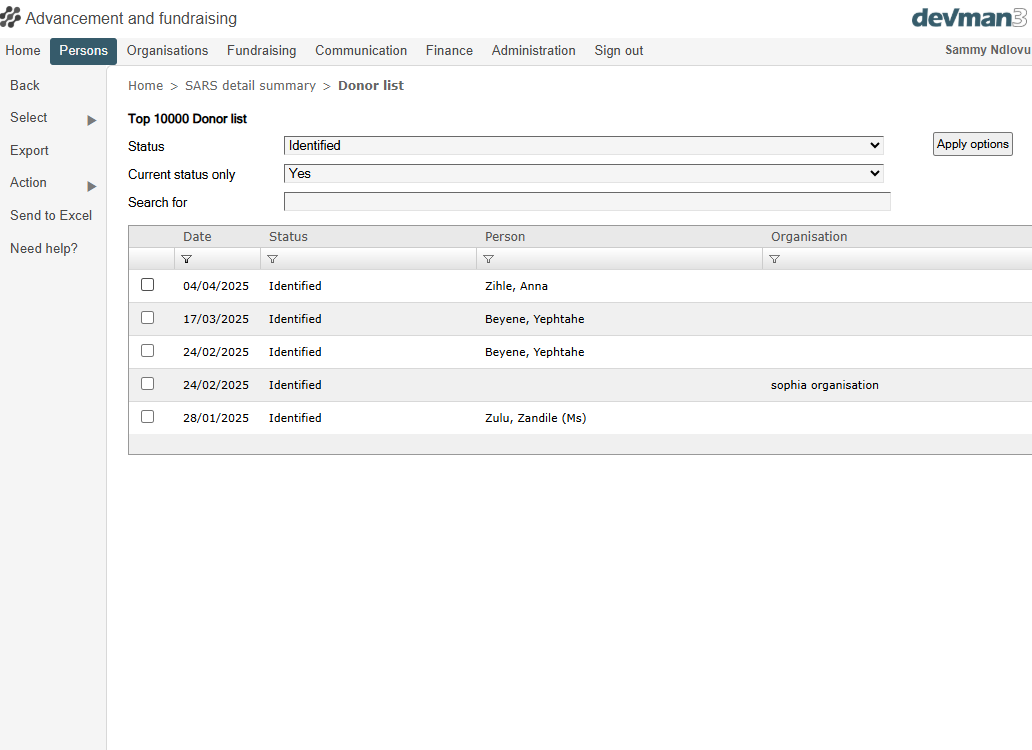 Advancement and fundraising
devman3
Home Persons Organisations Fundraising Communication Finance Administration Sign out Sammy Ndlovu
Back
Select
Export
Action
Send to Excel
Need help?
Home > SARS detail summary > Donor list
Top 10000 Donor list
Status Identified Apply options
Current status only Yes
Search for
Date Status Person Organisation
04/04/2025 Identified Zihle, Anna
17/03/2025 Identified Beyene, Yephtahe
24/02/2025 Identified Beyene, Yephtahe
24/02/2025 Identified sophia organisation
28/01/2025 Identified Zulu, Zandile (Ms)